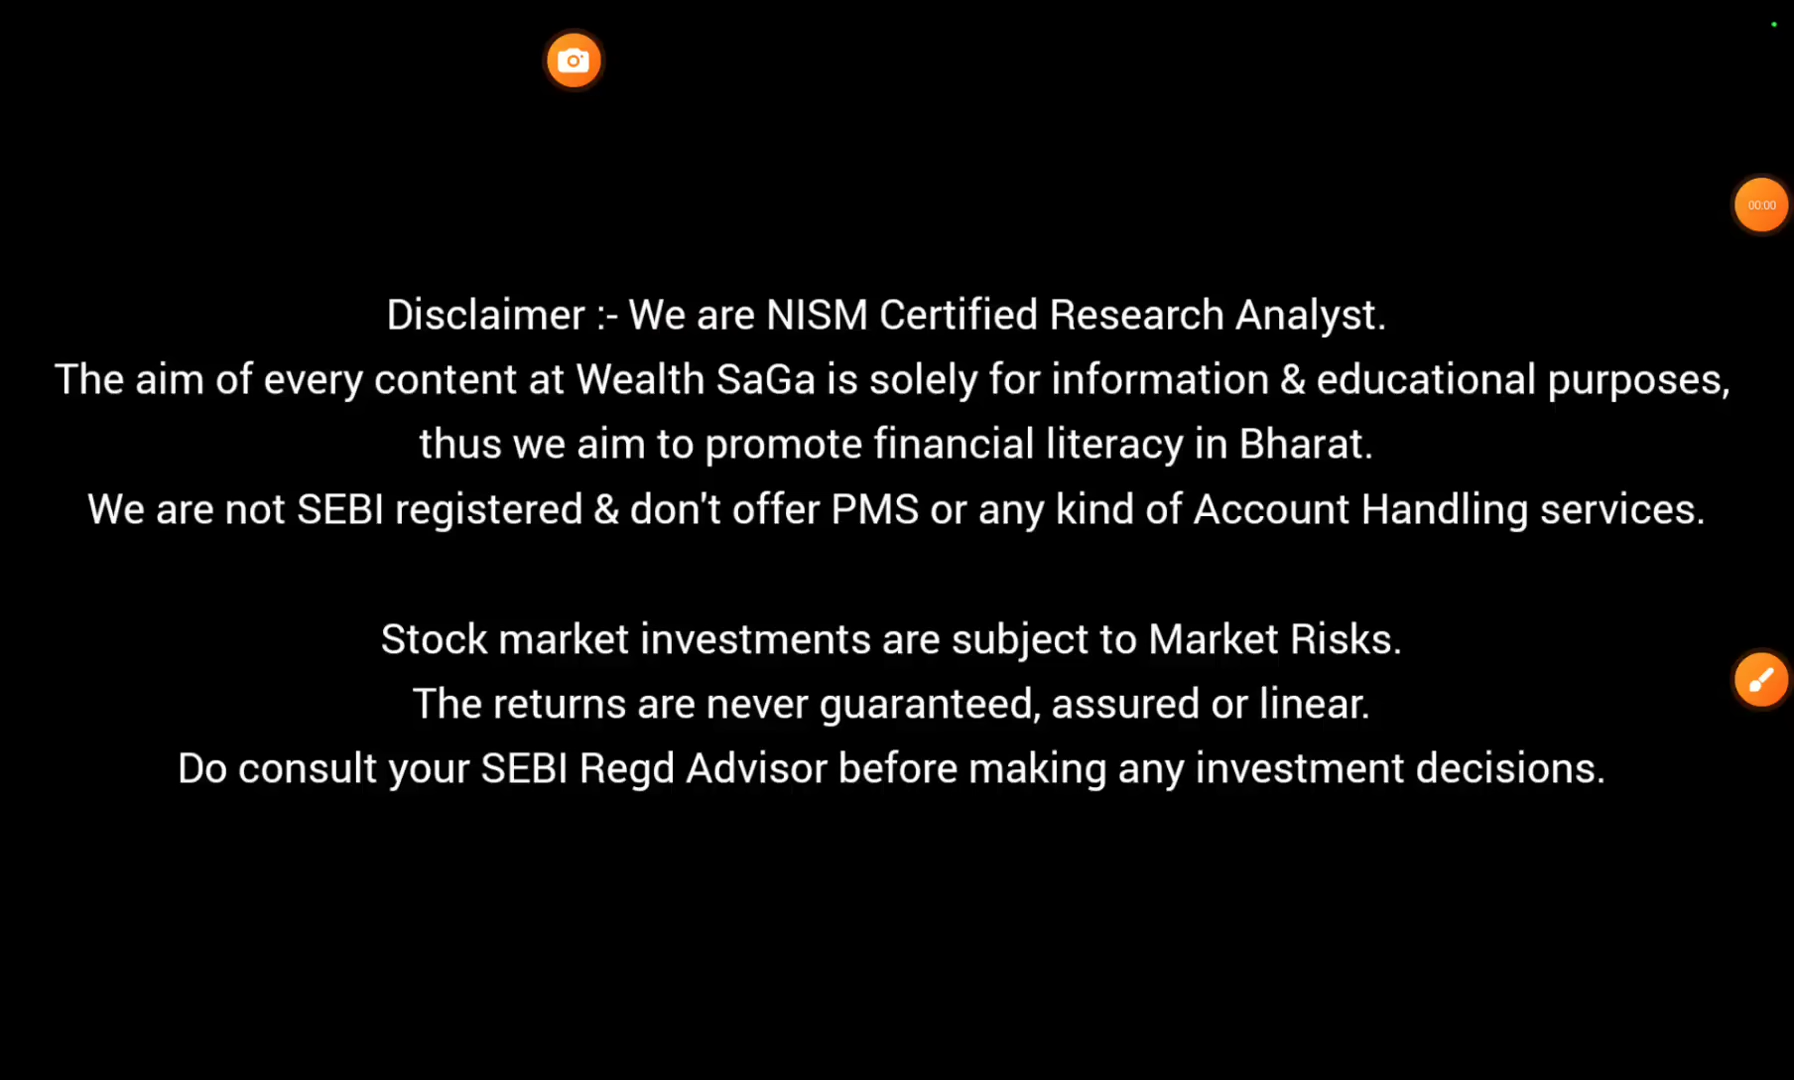 00:00
Disclaimer :- We are NISM Certified Research Analyst.
The aim of every content at Wealth SaGa is solely for information & educational purposes,
thus we aim to promote financial literacy in Bharat.
We are not SEBI registered & don't offer PMS or any kind of Account Handling services.
Stock market investments are subject to Market Risks.
The returns are never guaranteed, assured or linear.
Do consult your SEBI Regd Advisor before making any investment decisions.